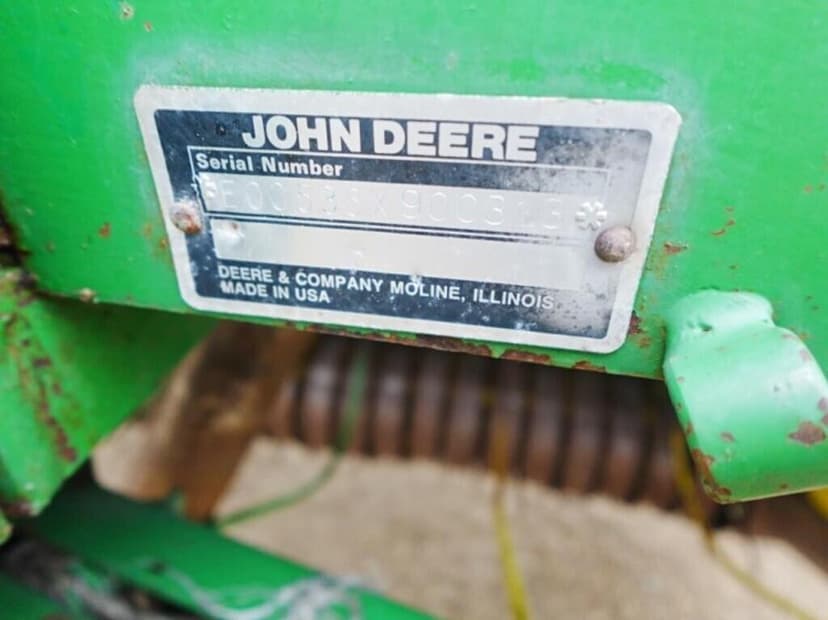 JOHN DEERE
Serial Number
DEERE & COMPANY MOLINE, ILLINOIS
MADE IN USA